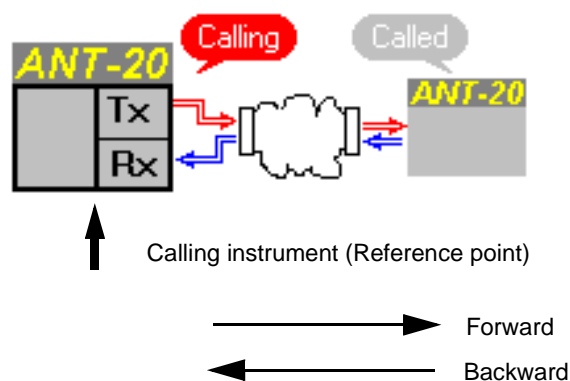 Calling
Called
ANT-20
ANT-20
Tx
Rx
Calling instrument (Reference point)
Forward
Backward